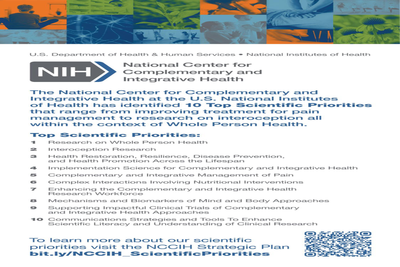 U.S. Department of Health & Human Services • National Institutes of Health
NIH
National Center for
Complementary and
Integrative Health
The National Center for Complementary and
Integrative Health at the U.S. National Institutes
of Health has identified 10 Top Scientific Priorities
that range from improving treatment for pain
management to research on interoception all
within the context of Whole Person Health.
Top Scientific Priorities:
1 Research on Whole Person Health
2 Interoception Research
3 Health Restoration, Resilience, Disease Prevention,
and Health Promotion Across the Lifespan
4 Implementation Science for Complementary and Integrative Health
5 Complementary and Integrative Management of Pain
6 Complex Interactions Involving Nutritional Interventions
7 Enhancing the Complementary and Integrative Health
Research Workforce
8 Mechanisms and Biomarkers of Mind and Body Approaches
9 Supporting Impactful Clinical Trials of Complementary
and Integrative Health Approaches
10 Communications Strategies and Tools To Enhance
Scientific Literacy and Understanding of Clinical Research
To learn more about our scientific
priorities visit the NCCIH Strategic Plan
bit.ly/NCCIH_ScientificPriorities